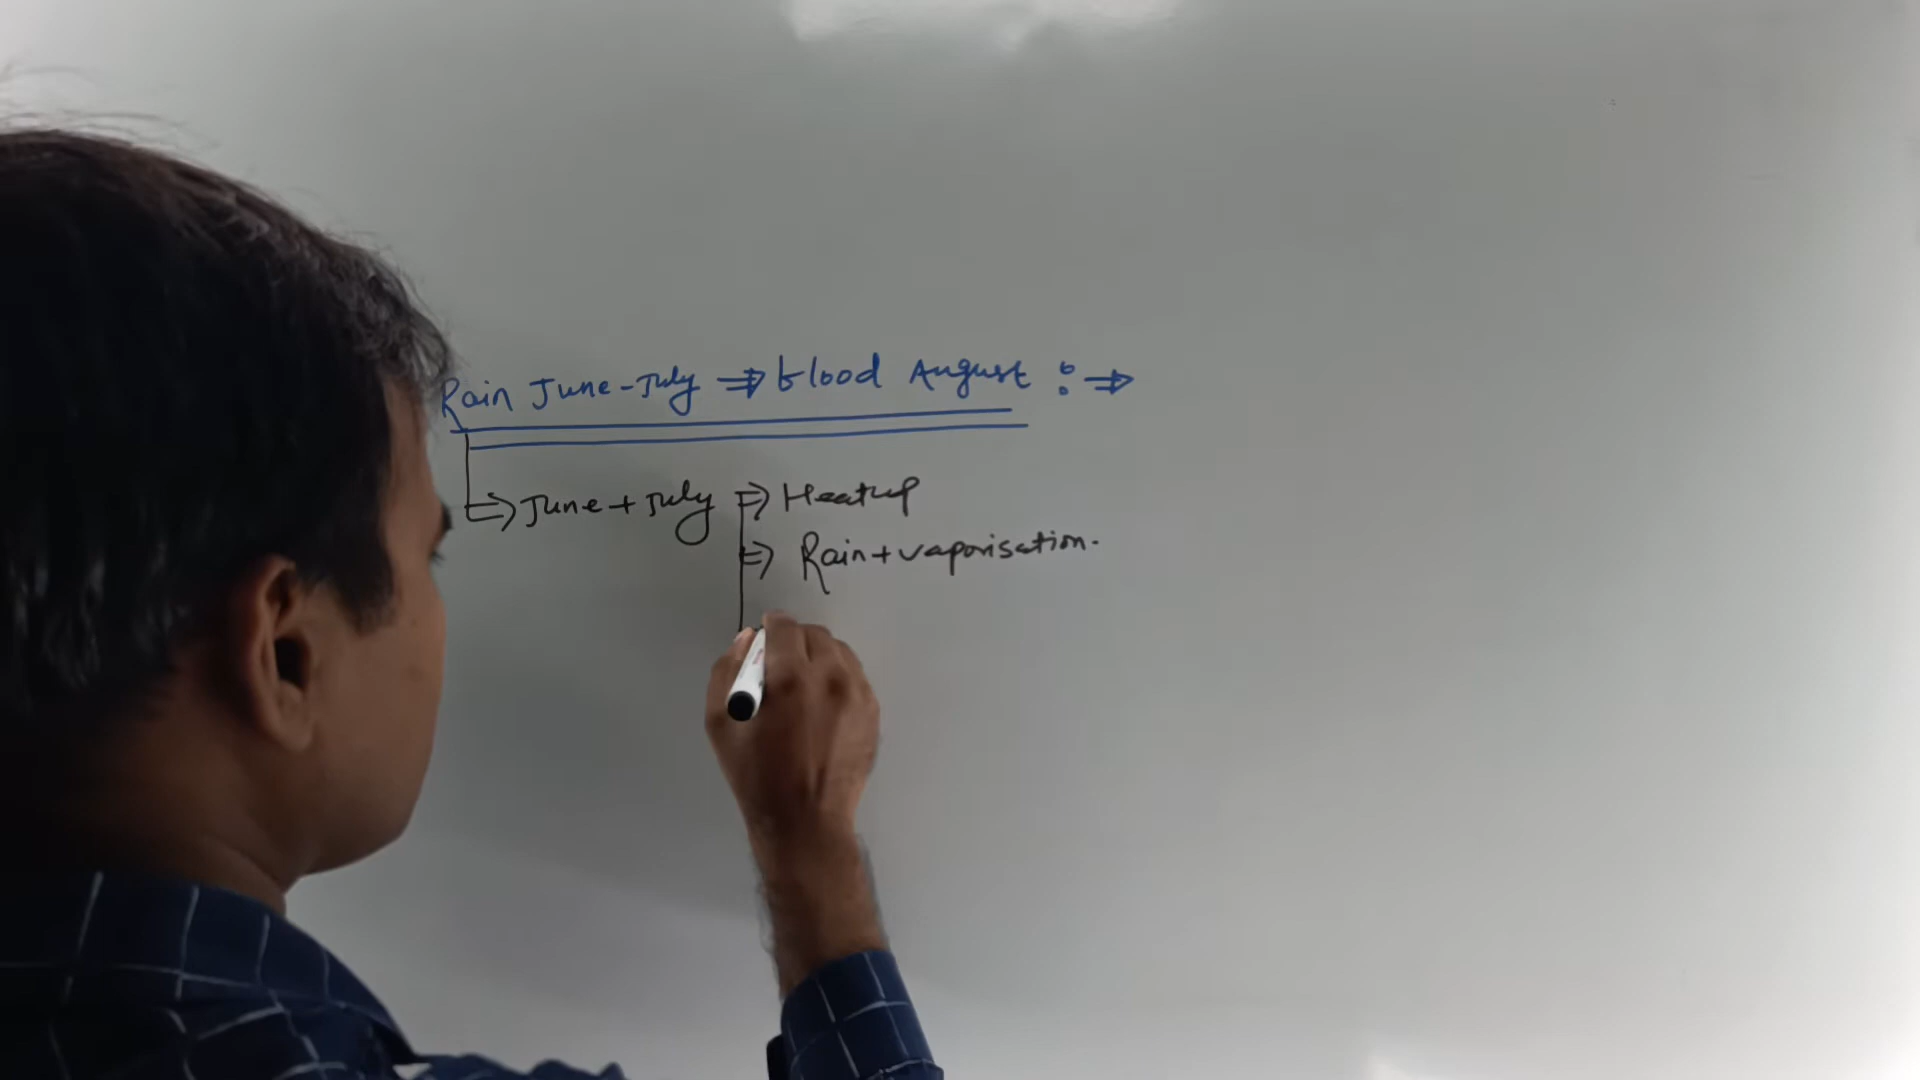 Rain June-July ⇒ flood August : ⇒
⇒ June + July ⇒ Heatup
⇒ Rain + vaporisation.